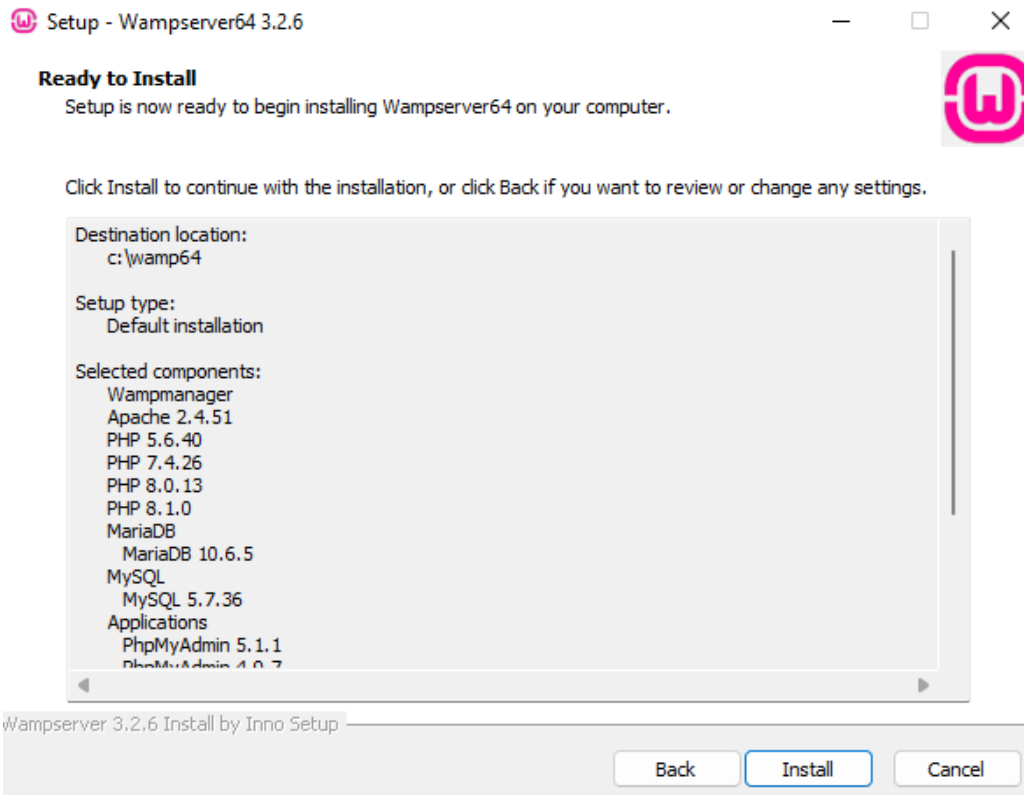 Setup - Wampserver64 3.2.6
Ready to Install
Setup is now ready to begin installing Wampserver64 on your computer.
Click Install to continue with the installation, or click Back if you want to review or change any settings.
Destination location:
c:\wamp64
Setup type:
Default installation
Selected components:
Wampmanager
Apache 2.4.51
PHP 5.6.40
PHP 7.4.26
PHP 8.0.13
PHP 8.1.0
MariaDB
MariaDB 10.6.5
MySQL
MySQL 5.7.36
Applications
PhpMyAdmin 5.1.1
PhpMyAdmin 4.9.7
Wampserver 3.2.6 Install by Inno Setup
Back
Install
Cancel